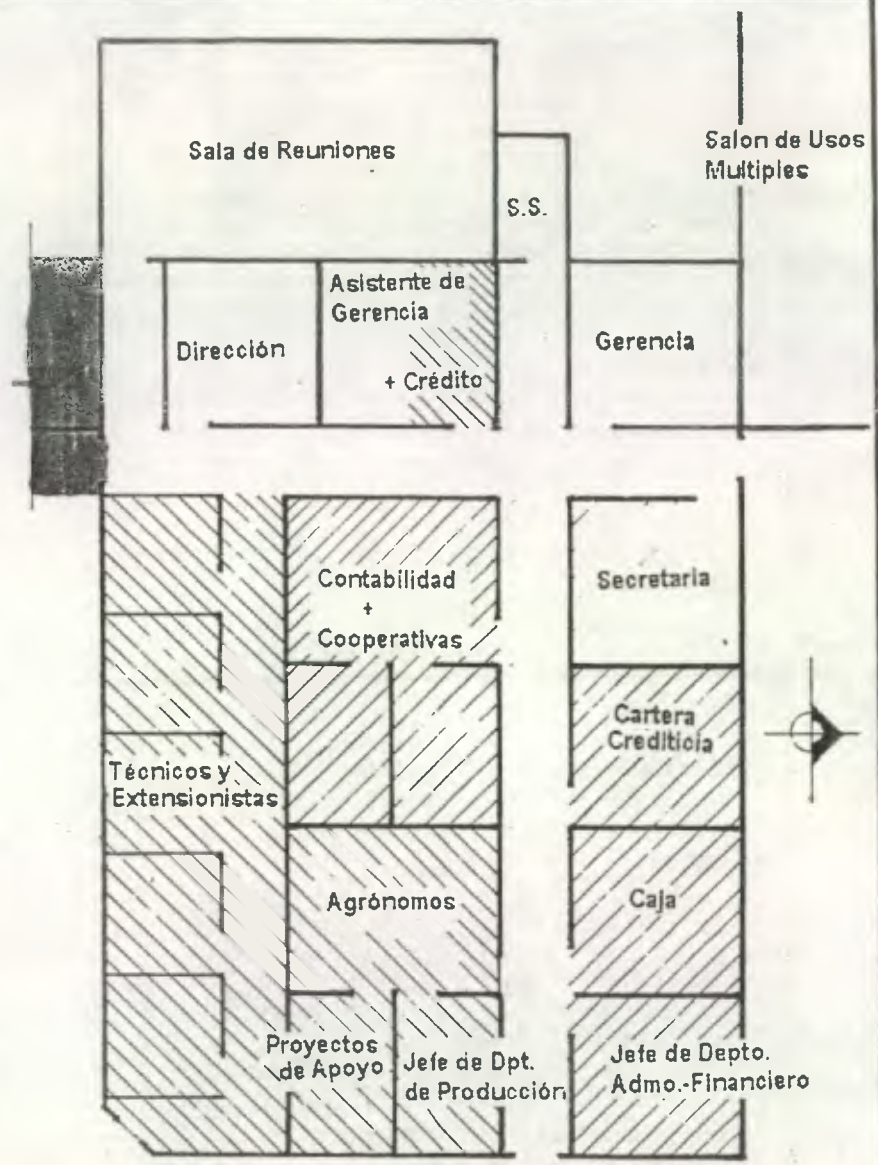 Sala de Reuniones
Salon de Usos
Multiples
S.S.
Asistente de
Gerencia
+ Crédito
Dirección
Gerencia
Contabilidad
+
Cooperativas
Secretaria
Cartera
Crediticia
Técnicos y
Extensionistas
Agrónomos
Caja
Proyectos
de Apoyo
Jefe de Dpt.
de Producción
Jefe de Depto.
Admo.-Financiero